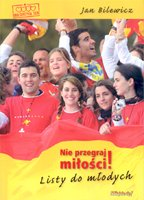 Jan Bilewicz
Nie przegraj
miłości!
Listy do młodych